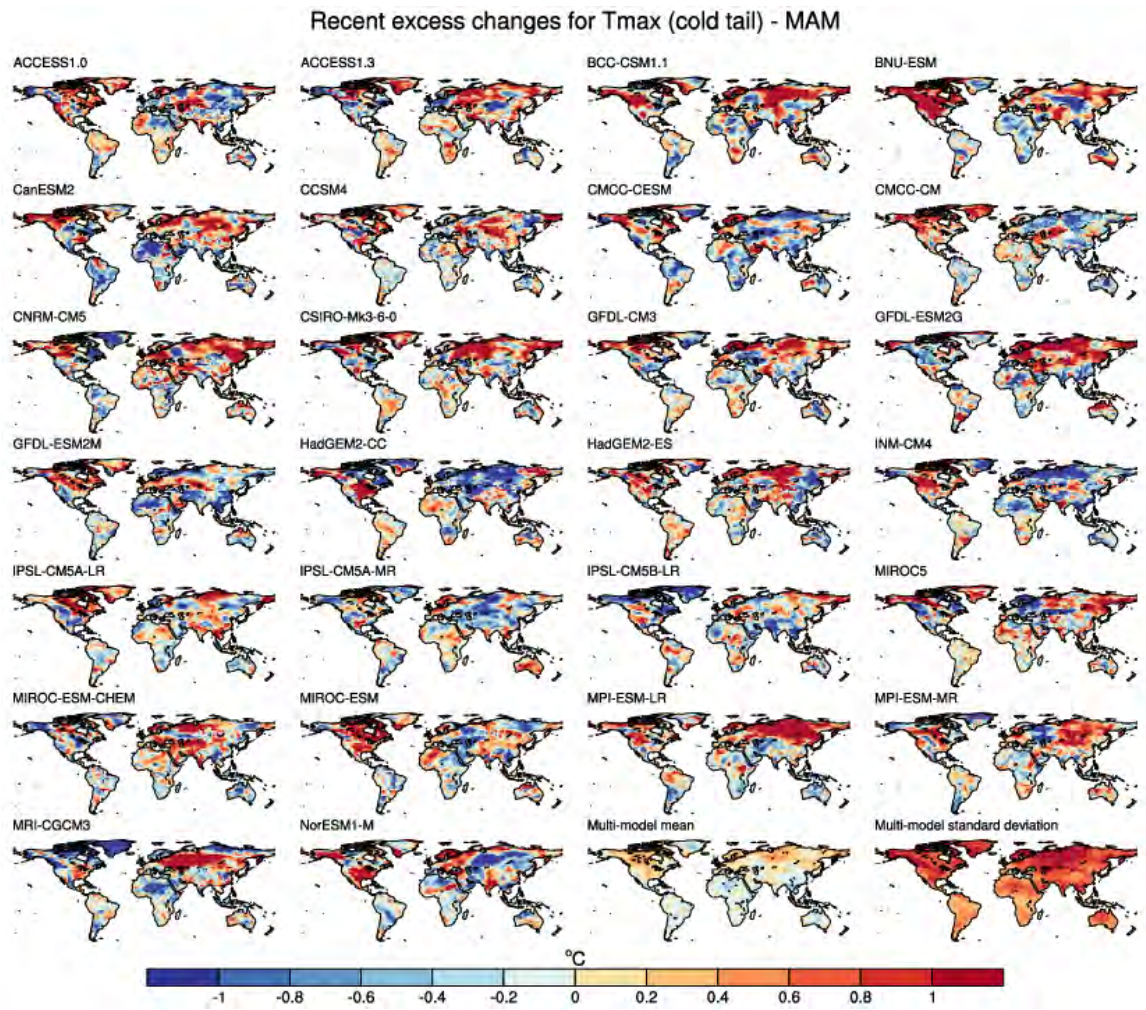 Recent excess changes for Tmax (cold tail) - MAM
ACCESS1.0 ACCESS1.3 BCC-CSM1.1 BNU-ESM
CanESM2 CCSM4 CMCC-CESM CMCC-CM
CNRM-CM5 CSIRO-Mk3-6-0 GFDL-CM3 GFDL-ESM2G
GFDL-ESM2M HadGEM2-CC HadGEM2-ES INM-CM4
IPSL-CM5A-LR IPSL-CM5A-MR IPSL-CM5B-LR MIROC5
MIROC-ESM-CHEM MIROC-ESM MPI-ESM-LR MPI-ESM-MR
MRI-CGCM3 NorESM1-M Multi-model mean Multi-model standard deviation
°C
-1 -0.8 -0.6 -0.4 -0.2 0 0.2 0.4 0.6 0.8 1